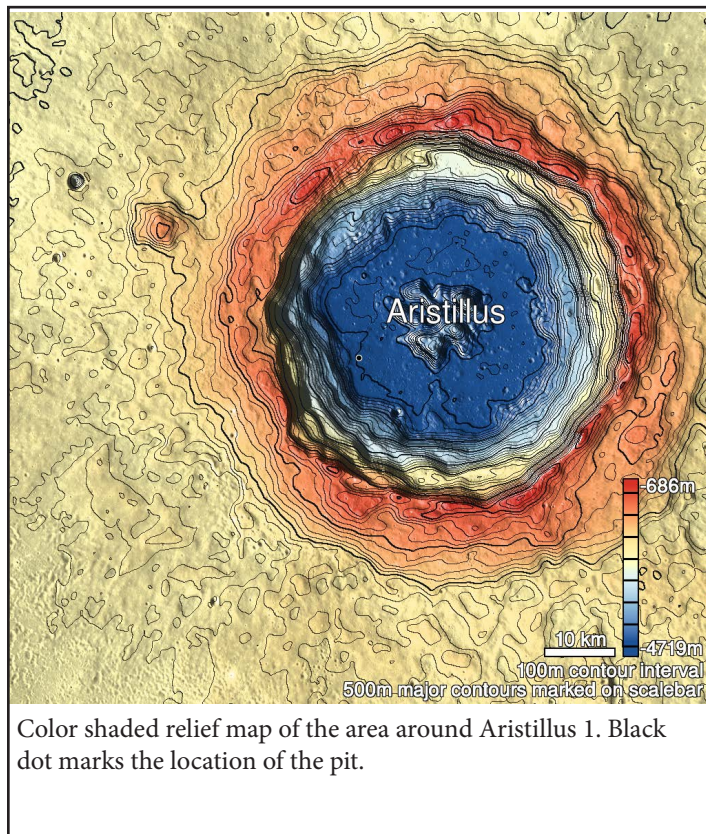 Aristillus
-686m
10 km
-4719m
100m contour interval
500m major contours marked on scalebar
Color shaded relief map of the area around Aristillus 1. Black
dot marks the location of the pit.